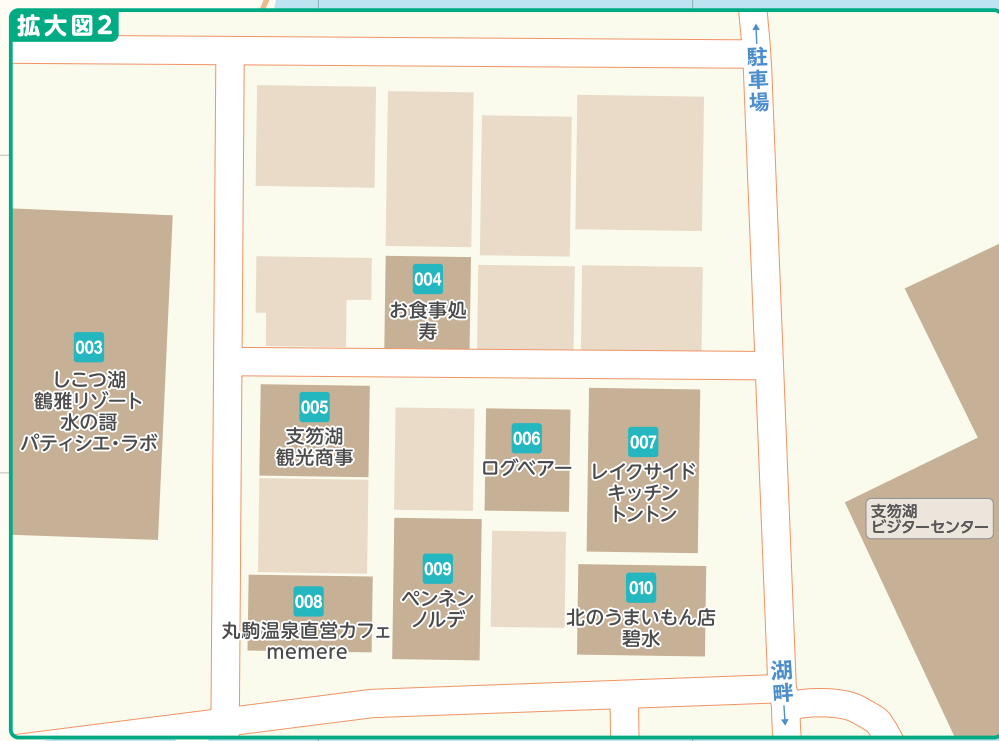 拡大図2
↑
駐車場
003
しこつ湖
鶴雅リゾート
水の謌
パティシエ・ラボ
004
お食事処
寿
005
支笏湖
観光商事
006
ログベアー
007
レイクサイド
キッチン
トントン
支笏湖
ビジターセンター
008
丸駒温泉直営カフェ
memere
009
ペンネン
ノルデ
010
北のうまいもん店
碧水
湖畔
↓